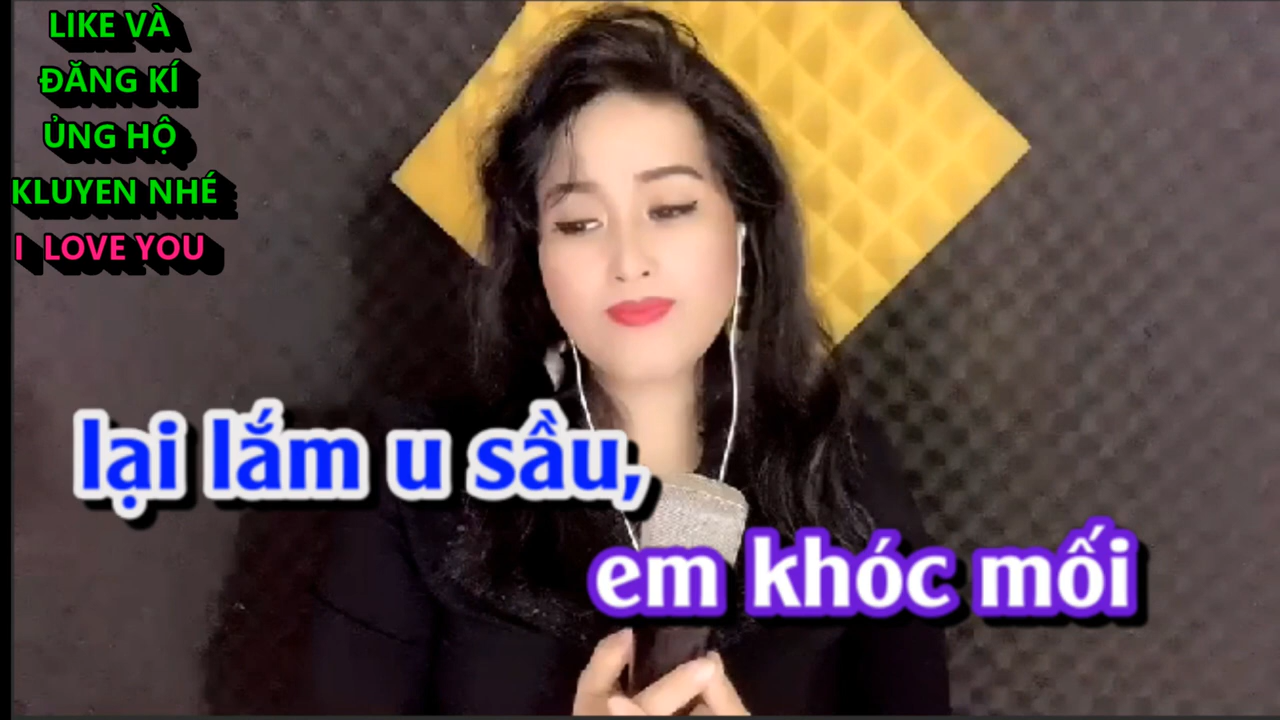 LIKE VÀ
ĐĂNG KÍ
ỦNG HỘ
KLUYEN NHÉ
I LOVE YOU
lại lắm u sầu,
em khóc mối